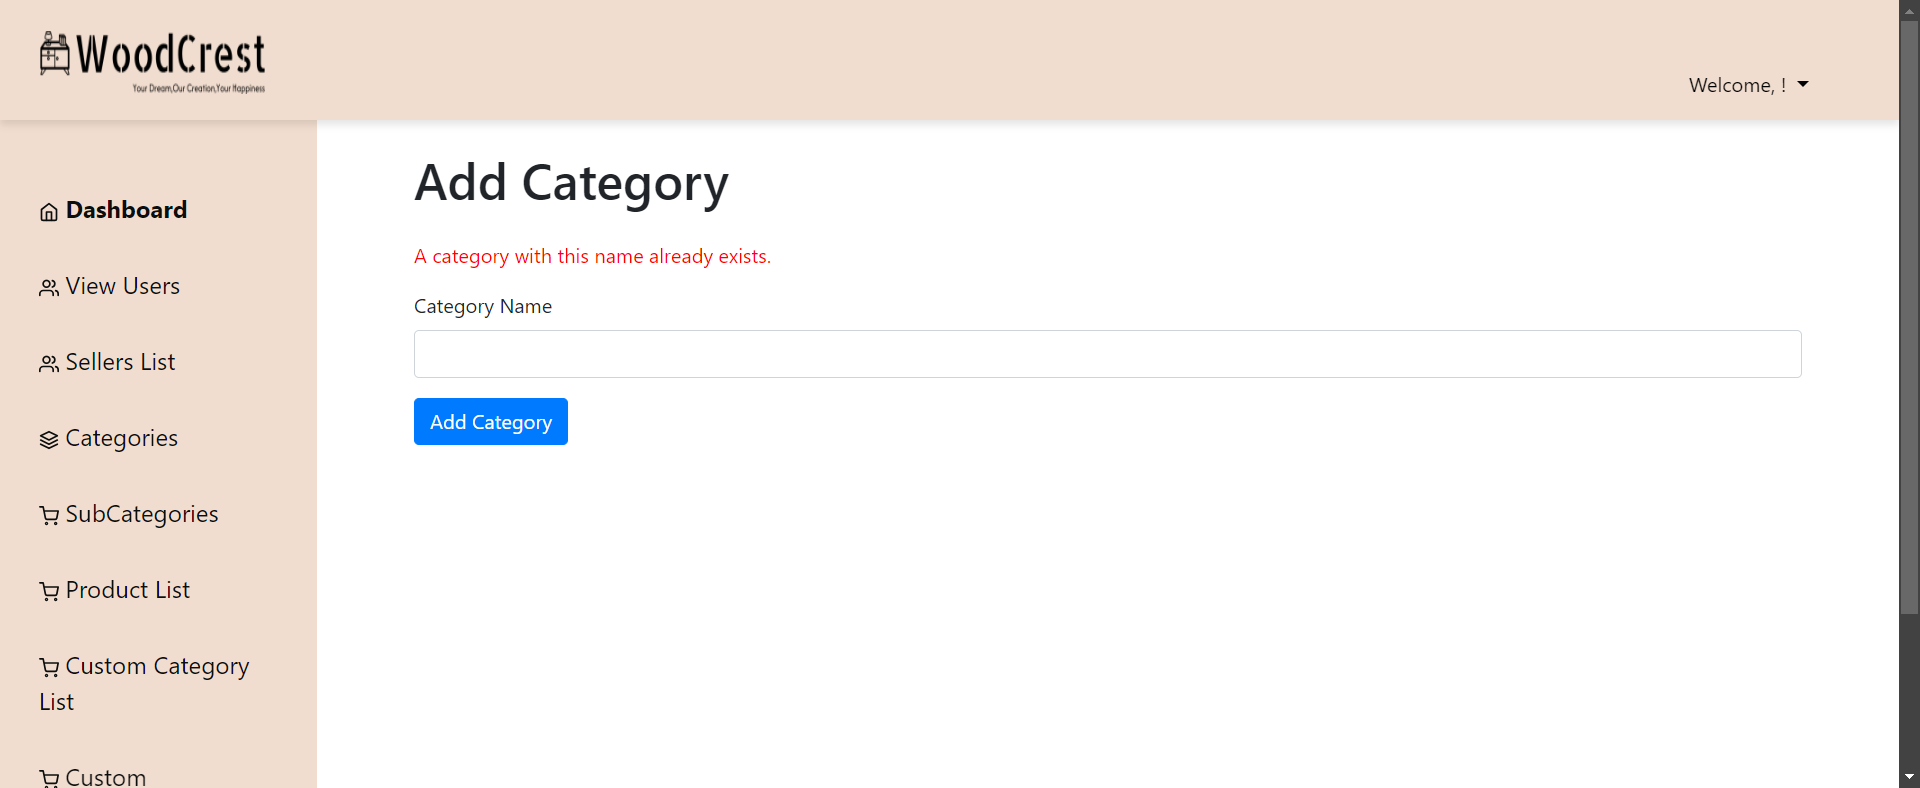 WoodCrest
Your Dream,Our Creation,Your Happiness
Welcome, !
Dashboard
View Users
Sellers List
Categories
SubCategories
Product List
Custom Category
List
Custom
Add Category
A category with this name already exists.
Category Name
Add Category